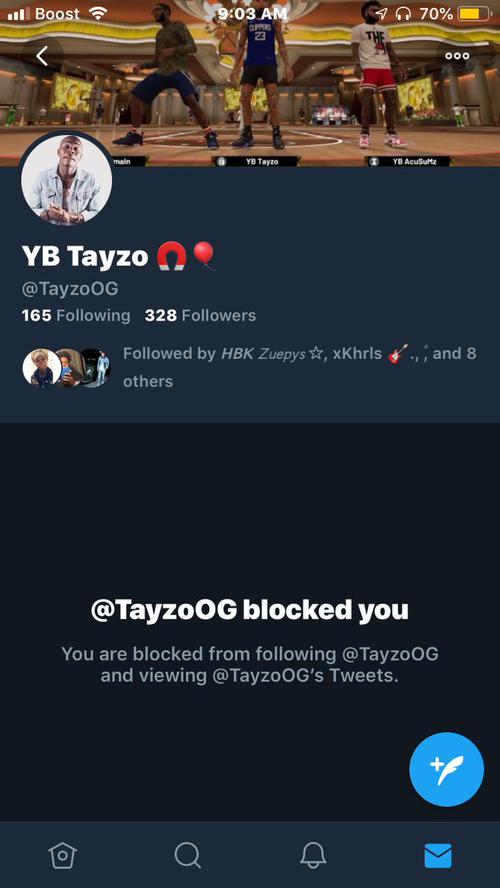 Boost 9:03 AM 70%
CLIPPERS
23
THE
main YB Tayzo YB AcuSuMz
YB Tayzo 🧲🎈
@TayzoOG
165 Following 328 Followers
Followed by HBK Zuepys ☆, xKhrls 🎸., ; and 8
others
@TayzoOG blocked you
You are blocked from following @TayzoOG
and viewing @TayzoOG’s Tweets.